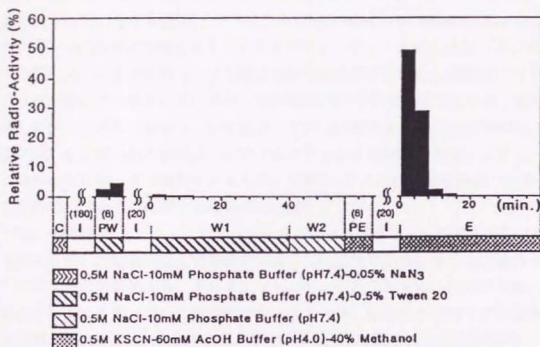 Relative Radio-Activity (%)
60
50
40
30
20
10
0
(180) (6) (20) (6) (20)
0 20 40 0 20 (min.)
C I PW I W1 W2 PE I E
0.5M NaCl-10mM Phosphate Buffer (pH7.4)-0.05% NaN3
0.5M NaCl-10mM Phosphate Buffer (pH7.4)-0.5% Tween 20
0.5M NaCl-10mM Phosphate Buffer (pH7.4)
0.5M KSCN-60mM AcOH Buffer (pH4.0)-40% Methanol